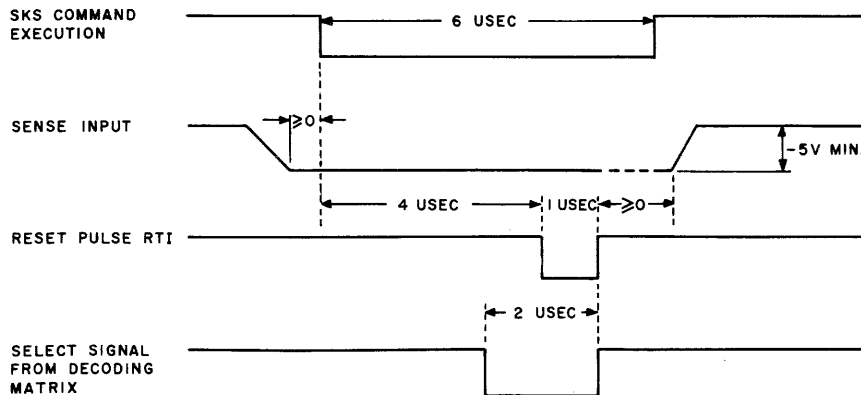 SKS COMMAND
EXECUTION
6 USEC
≥0
SENSE INPUT
-5V MIN.
4 USEC
1 USEC
≥0
RESET PULSE RTI
2 USEC
SELECT SIGNAL
FROM DECODING
MATRIX